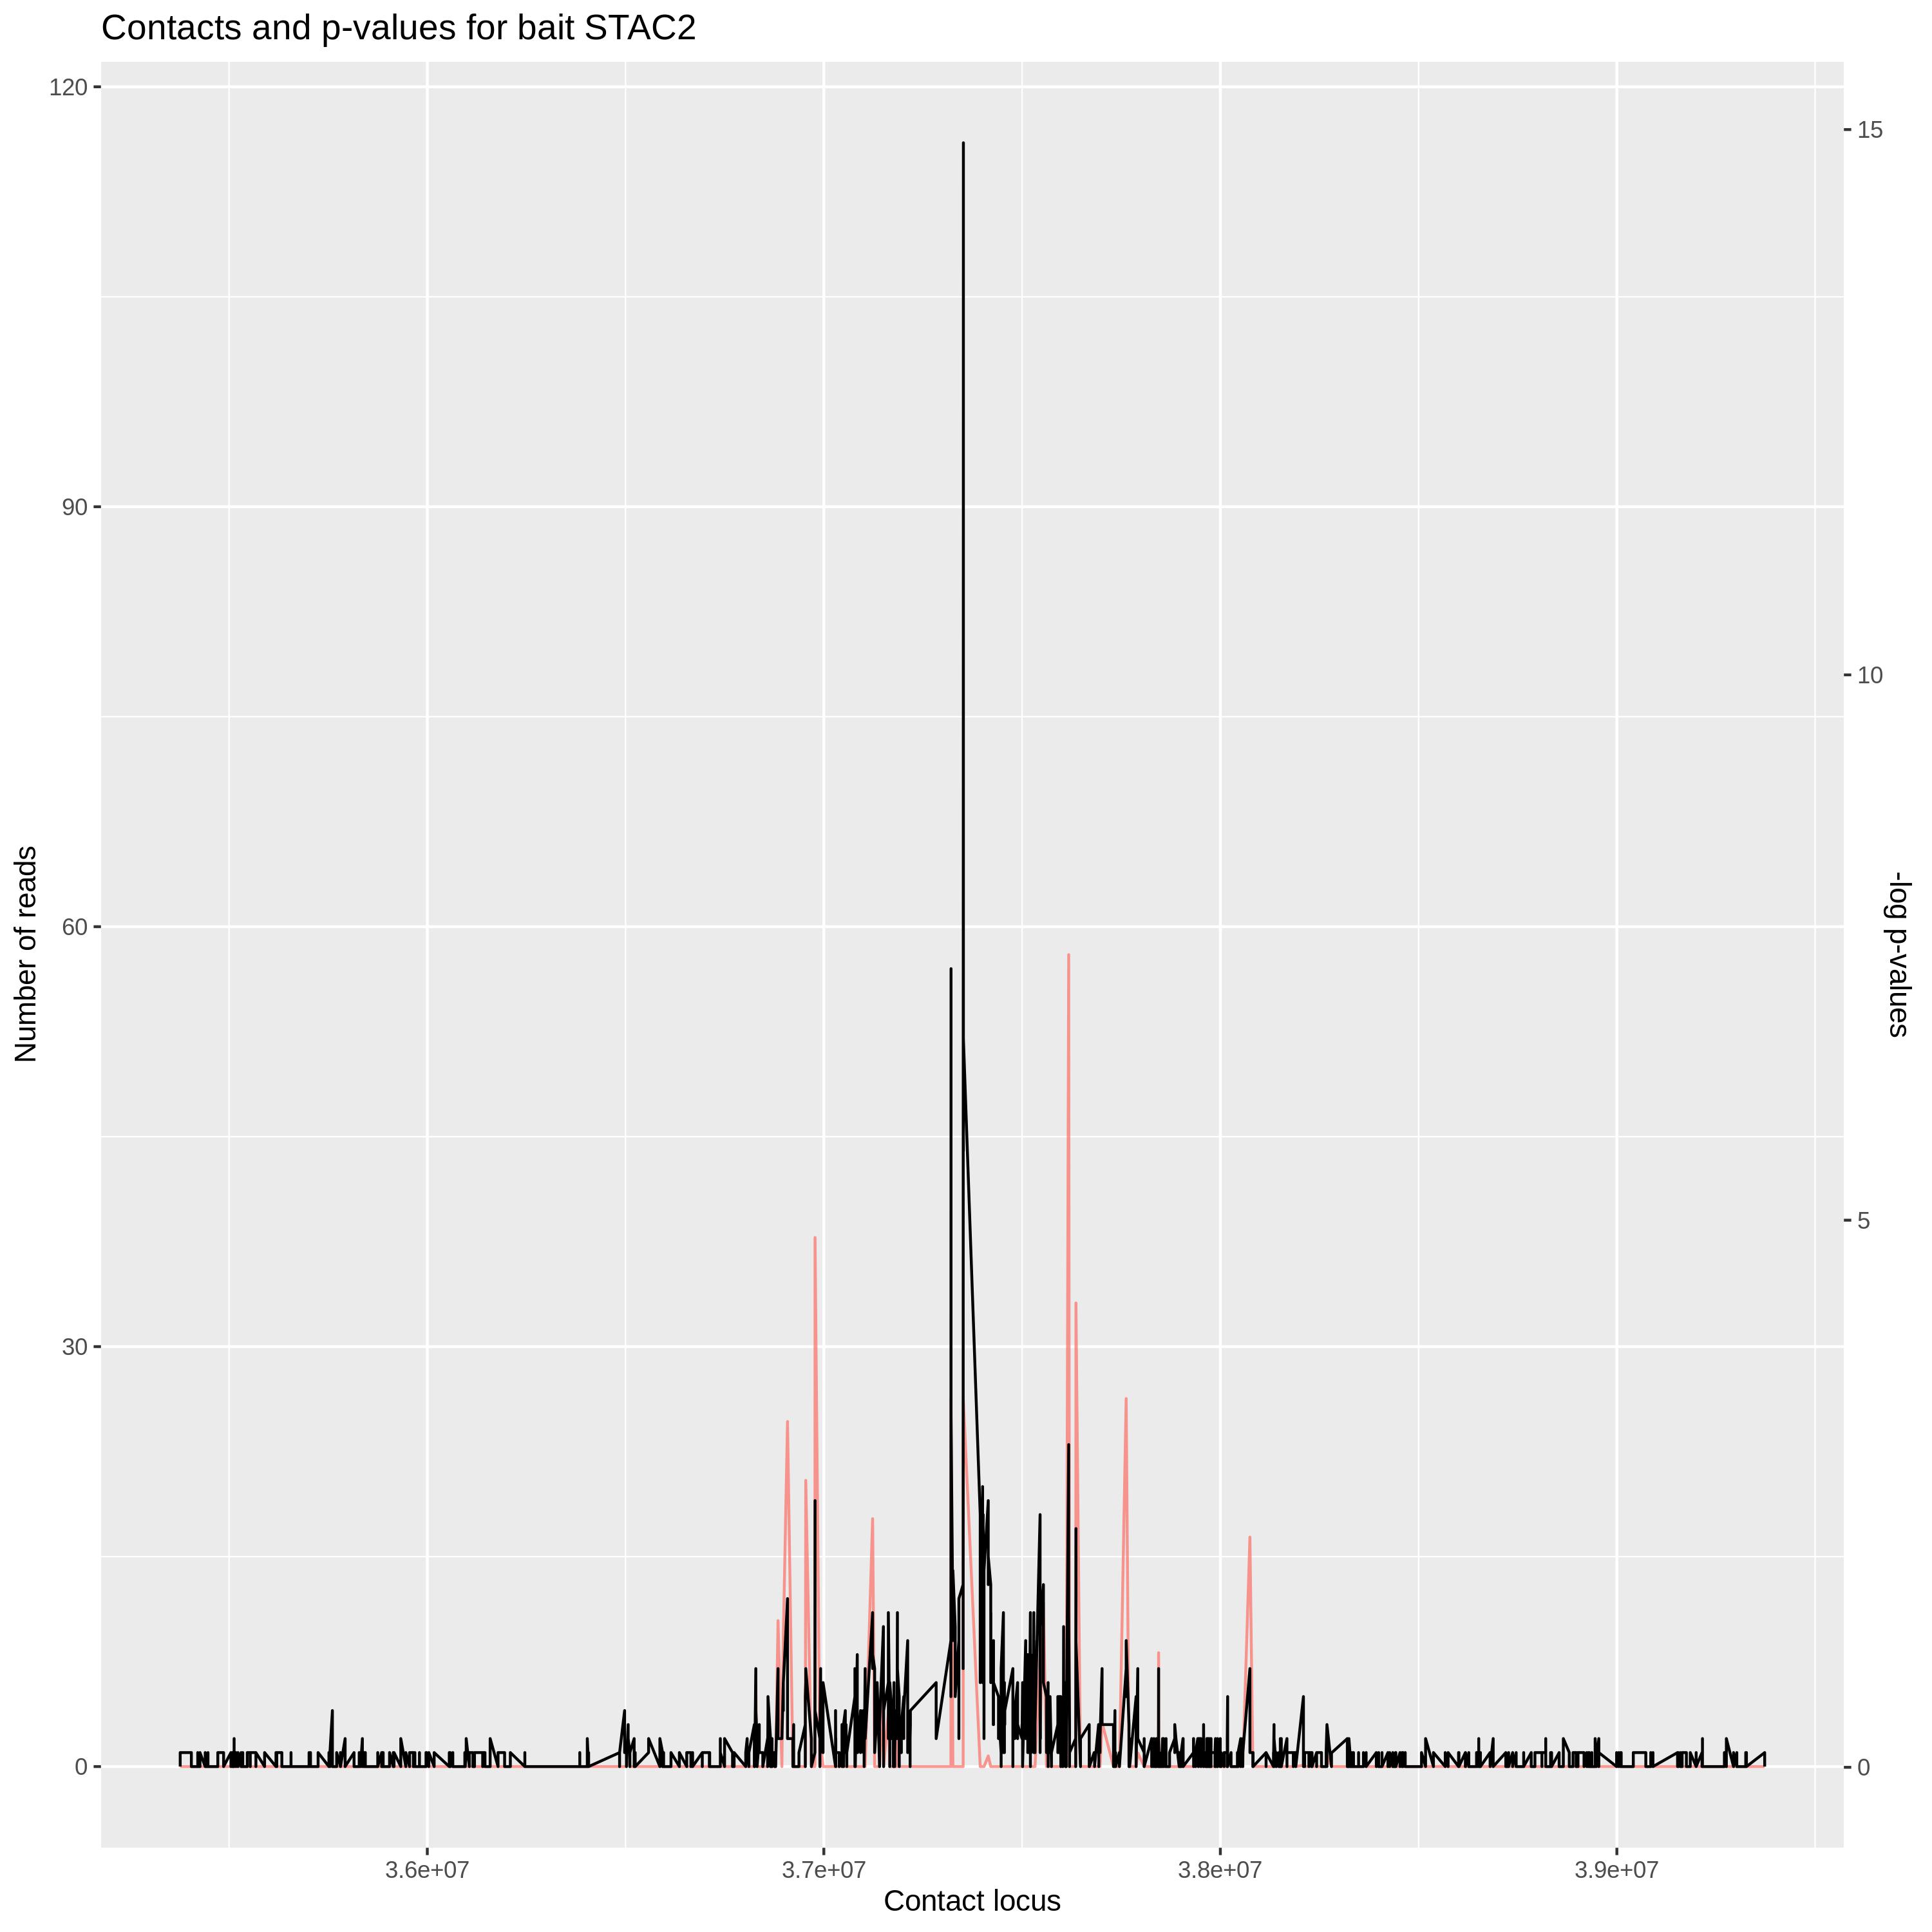 Contacts and p-values for bait STAC2
120
90
60
30
0
15
10
5
0
Number of reads
-log p-values
3.6e+07
3.7e+07
3.8e+07
3.9e+07
Contact locus